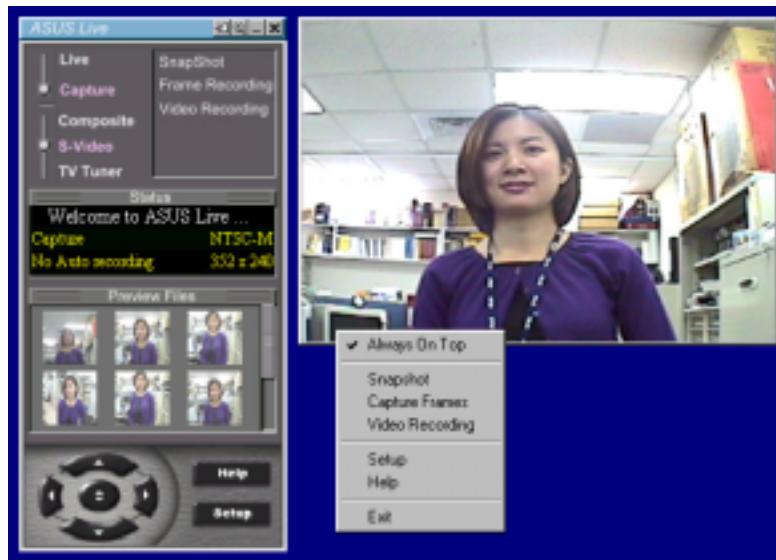 ASUS Live
Live
Capture
Composite
S-Video
TV Tuner
SnapShot
Frame Recording
Video Recording
Status
Welcome to ASUS Live ...
Capture NTSC-M
No Auto recording 352 x 240
Preview Files
Help
Setup
✔ Always On Top
Snapshot
Capture Frames
Video Recording
Setup
Help
Exit